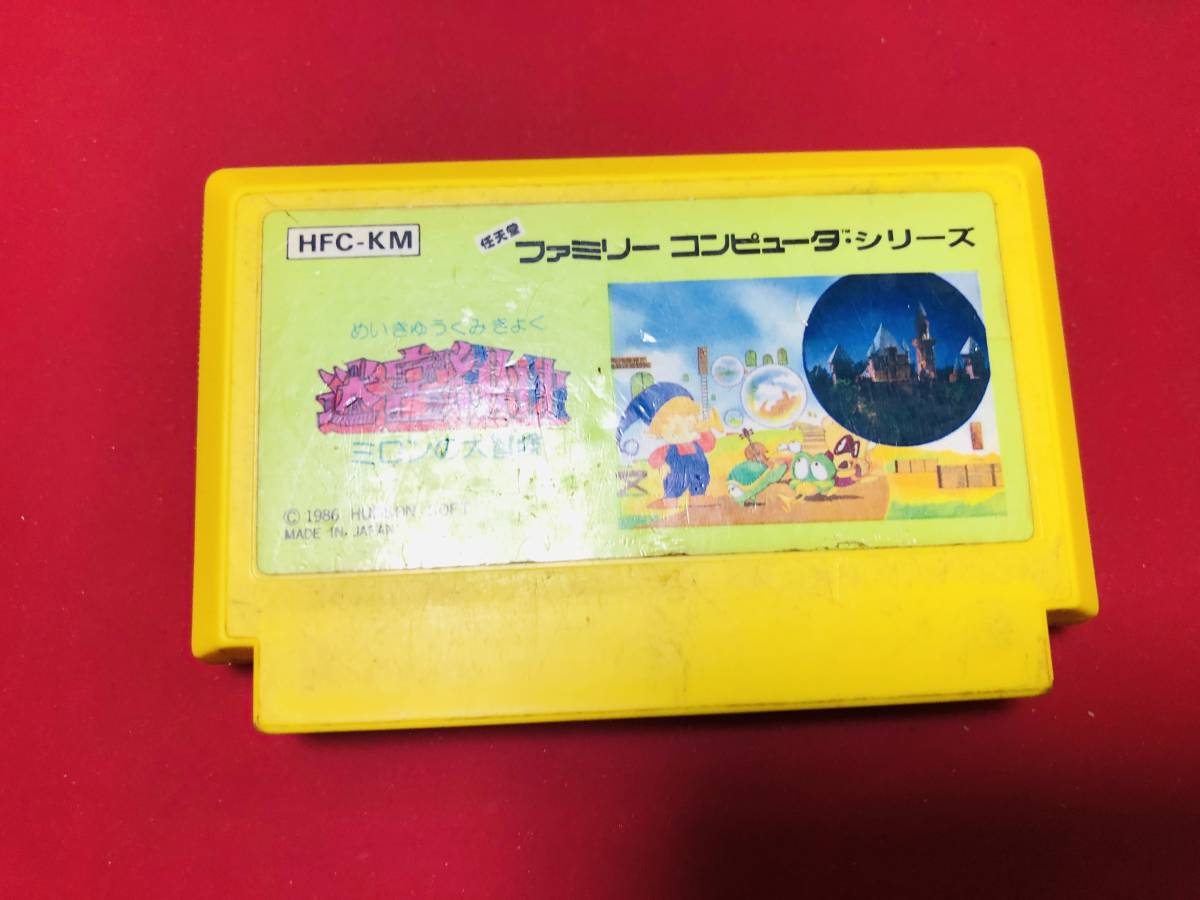 HFC-KM
任天堂
ファミリー コンピュータ™シリーズ
めいきゅうくみきょく
迷宮組曲
ミロンの大冒険
© 1986 HUDSON SOFT
MADE IN JAPAN